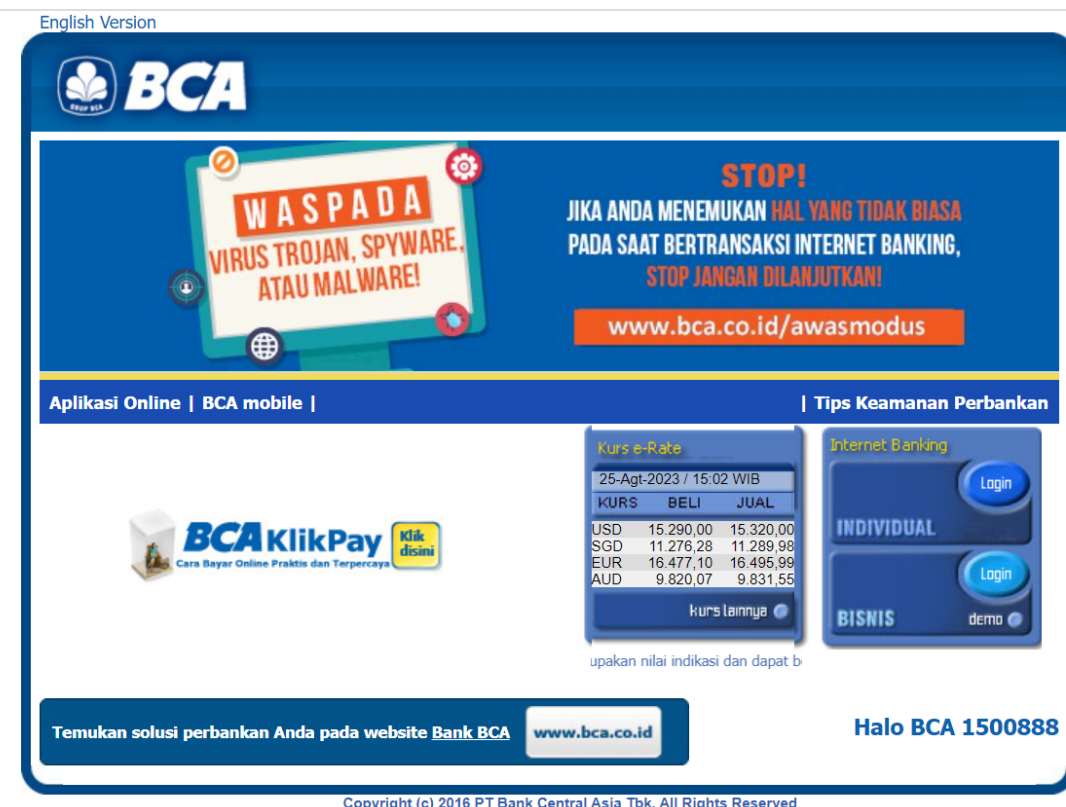 English Version
GRUP BCA
BCA
WASPADA
VIRUS TROJAN, SPYWARE,
ATAU MALWARE!
STOP!
JIKA ANDA MENEMUKAN HAL YANG TIDAK BIASA
PADA SAAT BERTRANSAKSI INTERNET BANKING,
STOP JANGAN DILANJUTKAN!
www.bca.co.id/awasmodus
Aplikasi Online | BCA mobile |
| Tips Keamanan Perbankan
BCA KlikPay
Cara Bayar Online Praktis dan Terpercaya
Klik
disini
Kurs e-Rate
25-Agt-2023 / 15:02 WIB
KURS BELI JUAL
USD 15.290,00 15.320,00
SGD 11.276,28 11.289,98
EUR 16.477,10 16.495,99
AUD 9.820,07 9.831,55
kurs lainnya
upakan nilai indikasi dan dapat b
Internet Banking
Login
INDIVIDUAL
Login
BISNIS
demo
Temukan solusi perbankan Anda pada website Bank BCA
www.bca.co.id
Halo BCA 1500888
Copyright (c) 2016 PT Bank Central Asia Tbk. All Rights Reserved